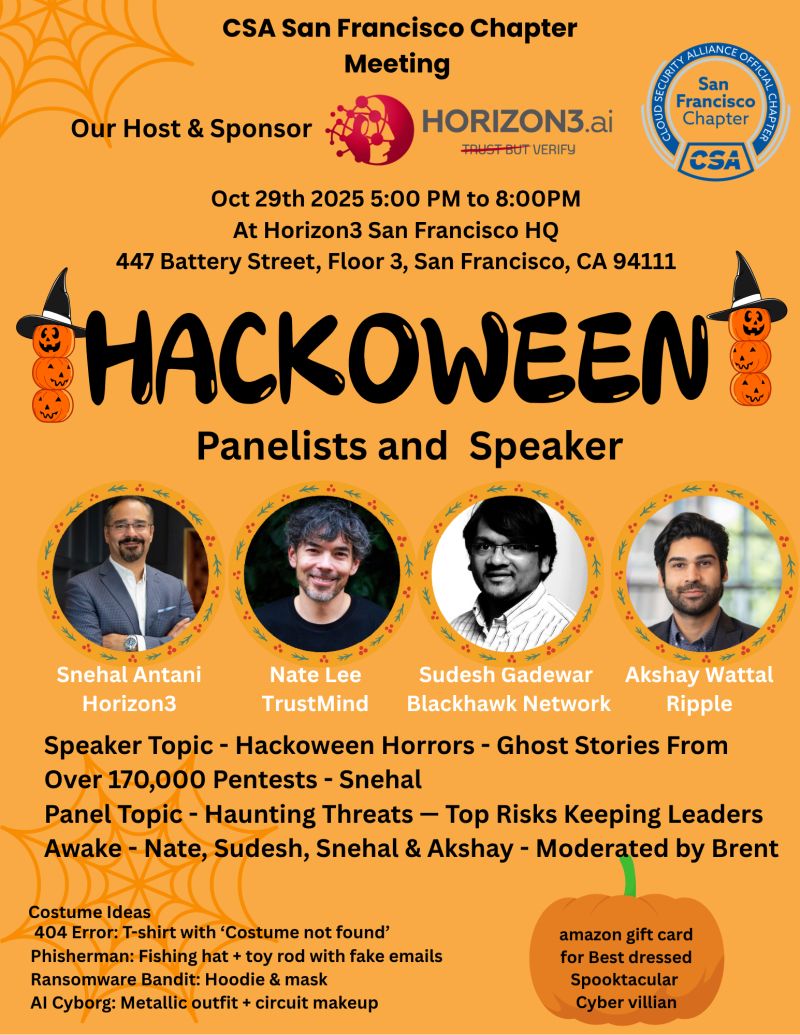 CSA San Francisco Chapter
Meeting
Our Host & Sponsor
HORIZON3.ai
TRUST BUT VERIFY
CLOUD SECURITY ALLIANCE OFFICIAL CHAPTER
San
Francisco
Chapter
CSA
Oct 29th 2025 5:00 PM to 8:00PM
At Horizon3 San Francisco HQ
447 Battery Street, Floor 3, San Francisco, CA 94111
HACKOWEEN
Panelists and Speaker
Snehal Antani
Horizon3
Nate Lee
TrustMind
Sudesh Gadewar
Blackhawk Network
Akshay Wattal
Ripple
Speaker Topic - Hackoween Horrors - Ghost Stories From
Over 170,000 Pentests - Snehal
Panel Topic - Haunting Threats — Top Risks Keeping Leaders
Awake - Nate, Sudesh, Snehal & Akshay - Moderated by Brent
Costume Ideas
404 Error: T-shirt with ‘Costume not found’
Phisherman: Fishing hat + toy rod with fake emails
Ransomware Bandit: Hoodie & mask
AI Cyborg: Metallic outfit + circuit makeup
amazon gift card
for Best dressed
Spooktacular
Cyber villian